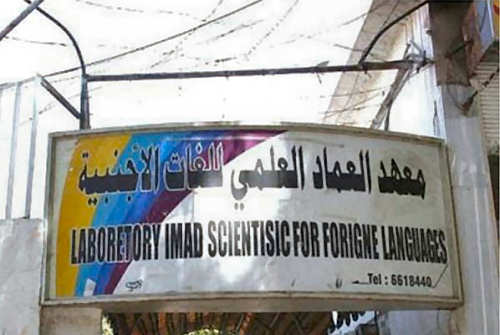 معهد العماد العلمي للغات الأجنبية
LABORETORY IMAD SCIENTISIC FOR FORIGNE LANGUAGES
Tel : 6618440